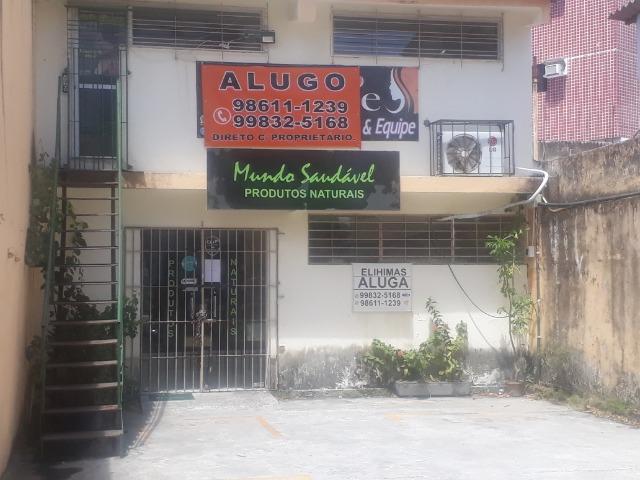 ALUGO
98611-1239
99832-5168
DIRETO C. PROPRIETÁRIO.
e
& Equipe
Mundo Saudável
PRODUTOS NATURAIS
PRODUTOS
NATURAIS
ELIHIMAS
ALUGA
99832-5168
98611-1239